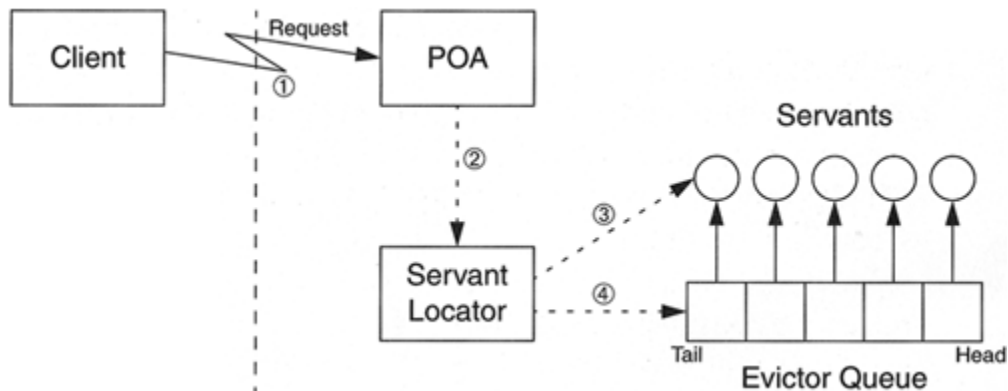 Client
Request
①
POA
②
Servants
③
Servant
Locator
④
Tail
Head
Evictor Queue